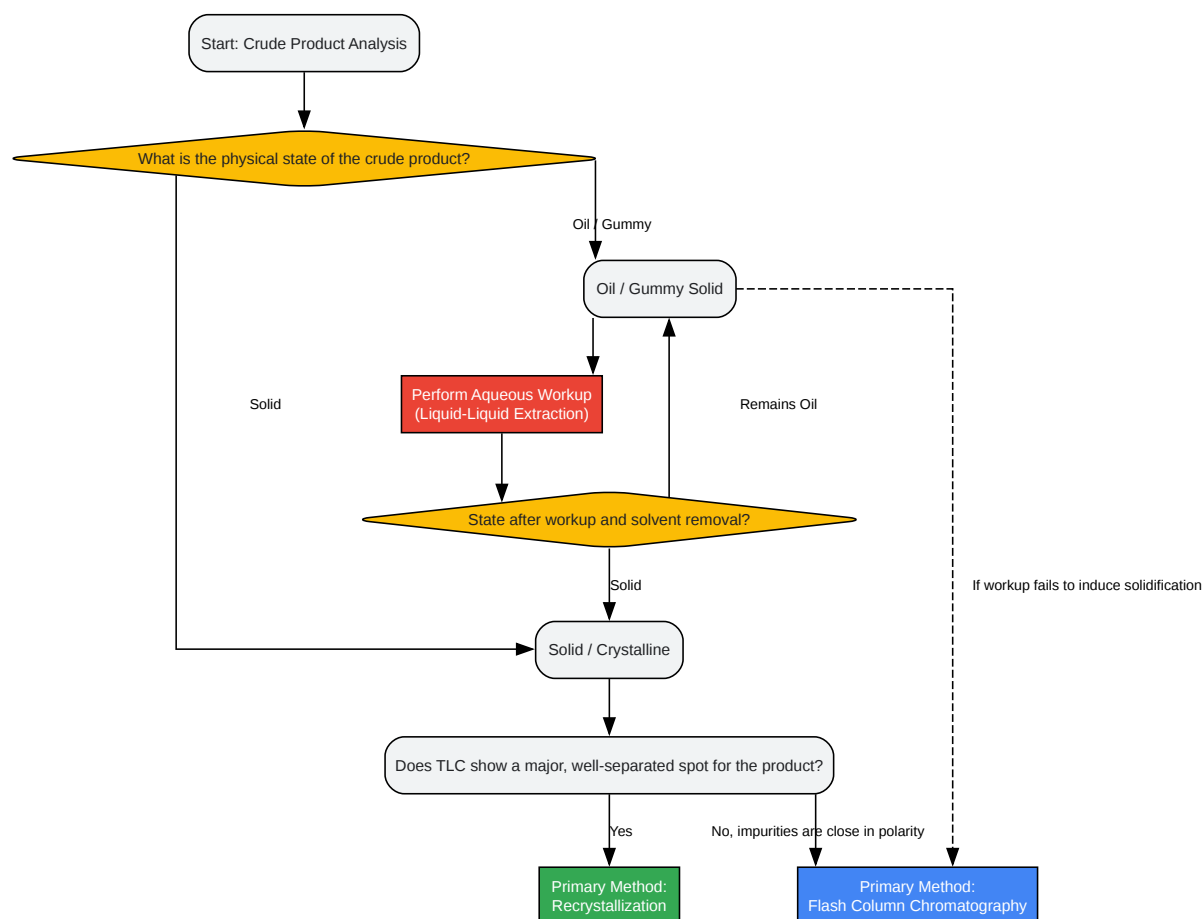 Start: Crude Product Analysis
What is the physical state of the crude product?
Oil / Gummy
Oil / Gummy Solid
Perform Aqueous Workup
(Liquid-Liquid Extraction)
Solid
Remains Oil
State after workup and solvent removal?
Solid
If workup fails to induce solidification
Solid / Crystalline
Does TLC show a major, well-separated spot for the product?
Yes
No, impurities are close in polarity
Primary Method:
Recrystallization
Primary Method:
Flash Column Chromatography